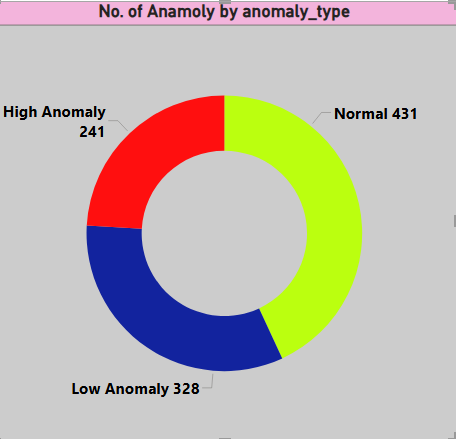 No. of Anamoly by anomaly_type
High Anomaly
241
Normal 431
Low Anomaly 328